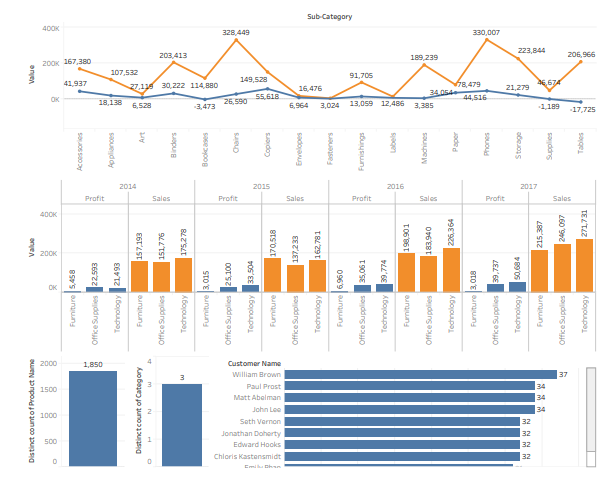 Sub-Category
400K
200K
0K
Value
167,380
107,532
27,119
203,413
114,880
328,449
149,528
16,476
91,705
189,239
78,479
330,007
223,844
46,674
206,966
41,937
18,138
6,528
30,222
-3,473
26,590
55,618
6,964
3,024
13,059
12,486
3,385
34,054
44,516
21,279
-1,189
-17,725
Accessories
Appliances
Art
Binders
Bookcases
Chairs
Copiers
Envelopes
Fasteners
Furnishings
Labels
Machines
Paper
Phones
Storage
Supplies
Tables
2014 2015 2016 2017
Profit Sales Profit Sales Profit Sales Profit Sales
400K
200K
0K
Value
5,458
22,593
21,493
157,193
151,776
175,278
3,015
25,100
33,504
170,518
137,233
162,781
6,960
35,061
39,774
198,901
183,940
226,364
3,018
39,737
50,684
215,387
246,097
271,731
Furniture
Office Supplies
Technology
Furniture
Office Supplies
Technology
Furniture
Office Supplies
Technology
Furniture
Office Supplies
Technology
Furniture
Office Supplies
Technology
Furniture
Office Supplies
Technology
Furniture
Office Supplies
Technology
Furniture
Office Supplies
Technology
Distinct count of Product Name
2000
1500
1000
500
0
1,850
Distinct count of Category
4
3
2
1
0
3
Customer Name
William Brown 37
Paul Prost 34
Matt Abelman 34
John Lee 34
Seth Vernon 32
Jonathan Doherty 32
Edward Hooks 32
Chloris Kastensmidt 32